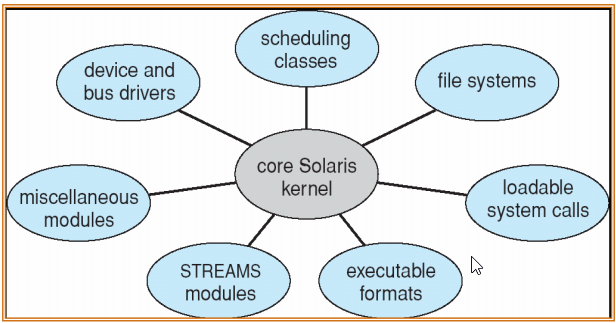 scheduling
classes
device and
bus drivers
file systems
core Solaris
kernel
miscellaneous
modules
loadable
system calls
STREAMS
modules
executable
formats